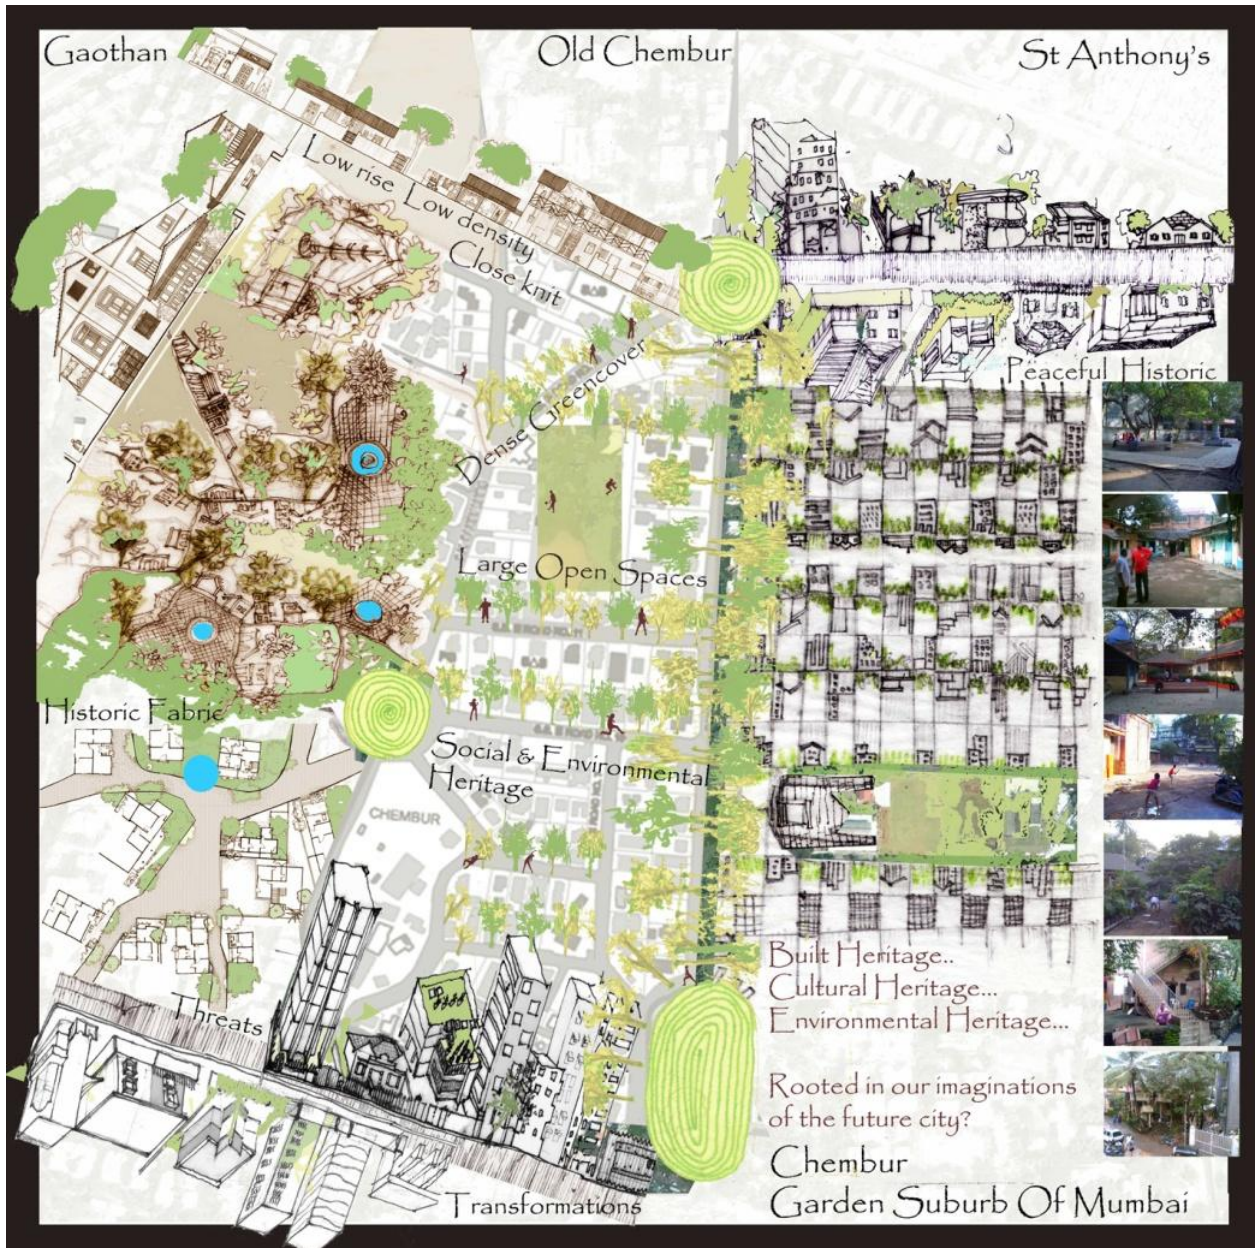 Gaothan
Old Chembur
St Anthony's
Low rise Low density
Close knit
Peaceful Historic
Dense Greencover
Large Open Spaces
Historic Fabric
Social & Environmental
Heritage
CHEMBUR
Threats
Built Heritage..
Cultural Heritage...
Environmental Heritage...
Rooted in our imaginations
of the future city?
Chembur
Garden Suburb Of Mumbai
Transformations